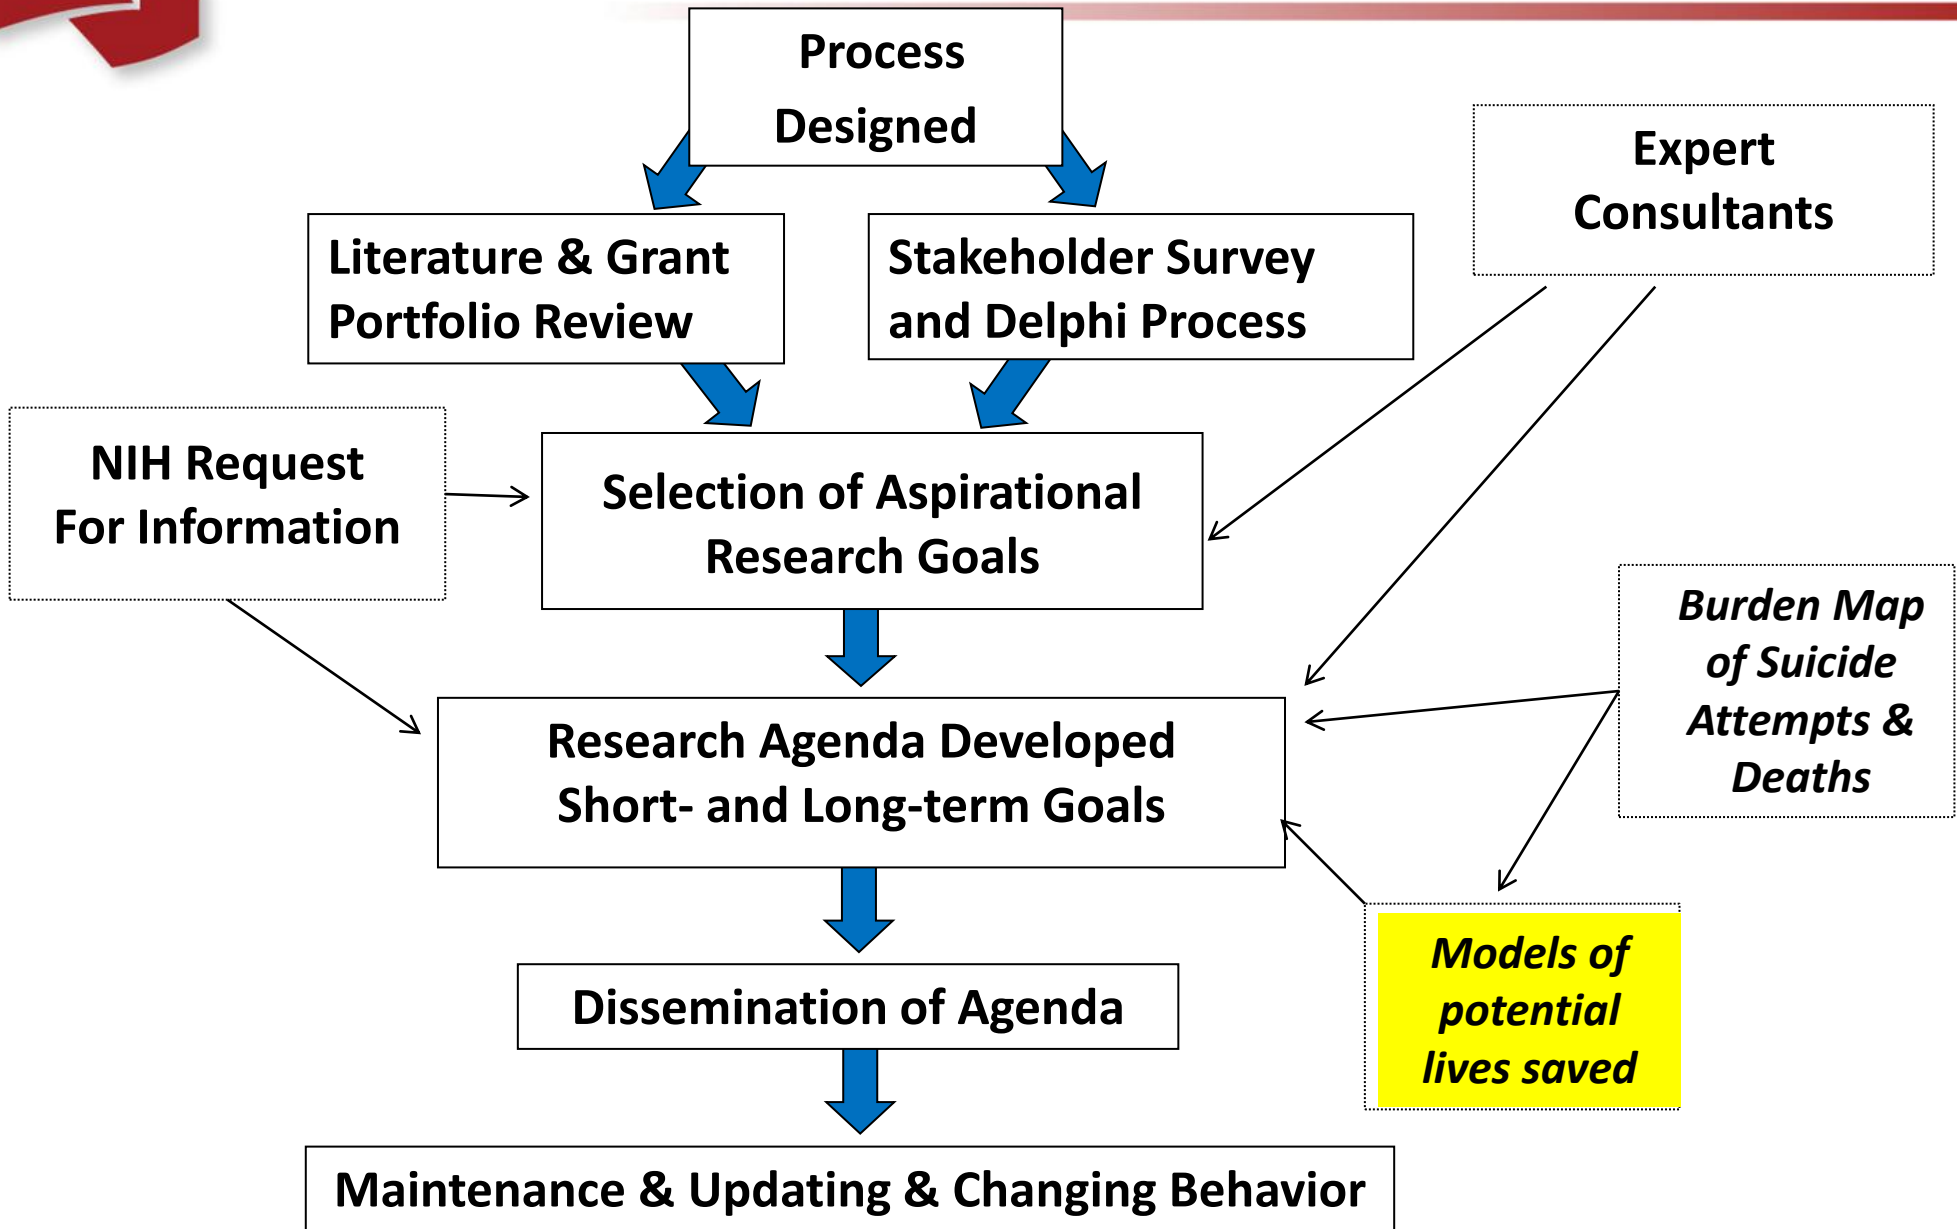 Process
Designed
Expert
Consultants
Literature & Grant
Portfolio Review
Stakeholder Survey
and Delphi Process
NIH Request
For Information
Selection of Aspirational
Research Goals
Burden Map
of Suicide
Attempts &
Deaths
Research Agenda Developed
Short- and Long-term Goals
Models of
potential
lives saved
Dissemination of Agenda
Maintenance & Updating & Changing Behavior